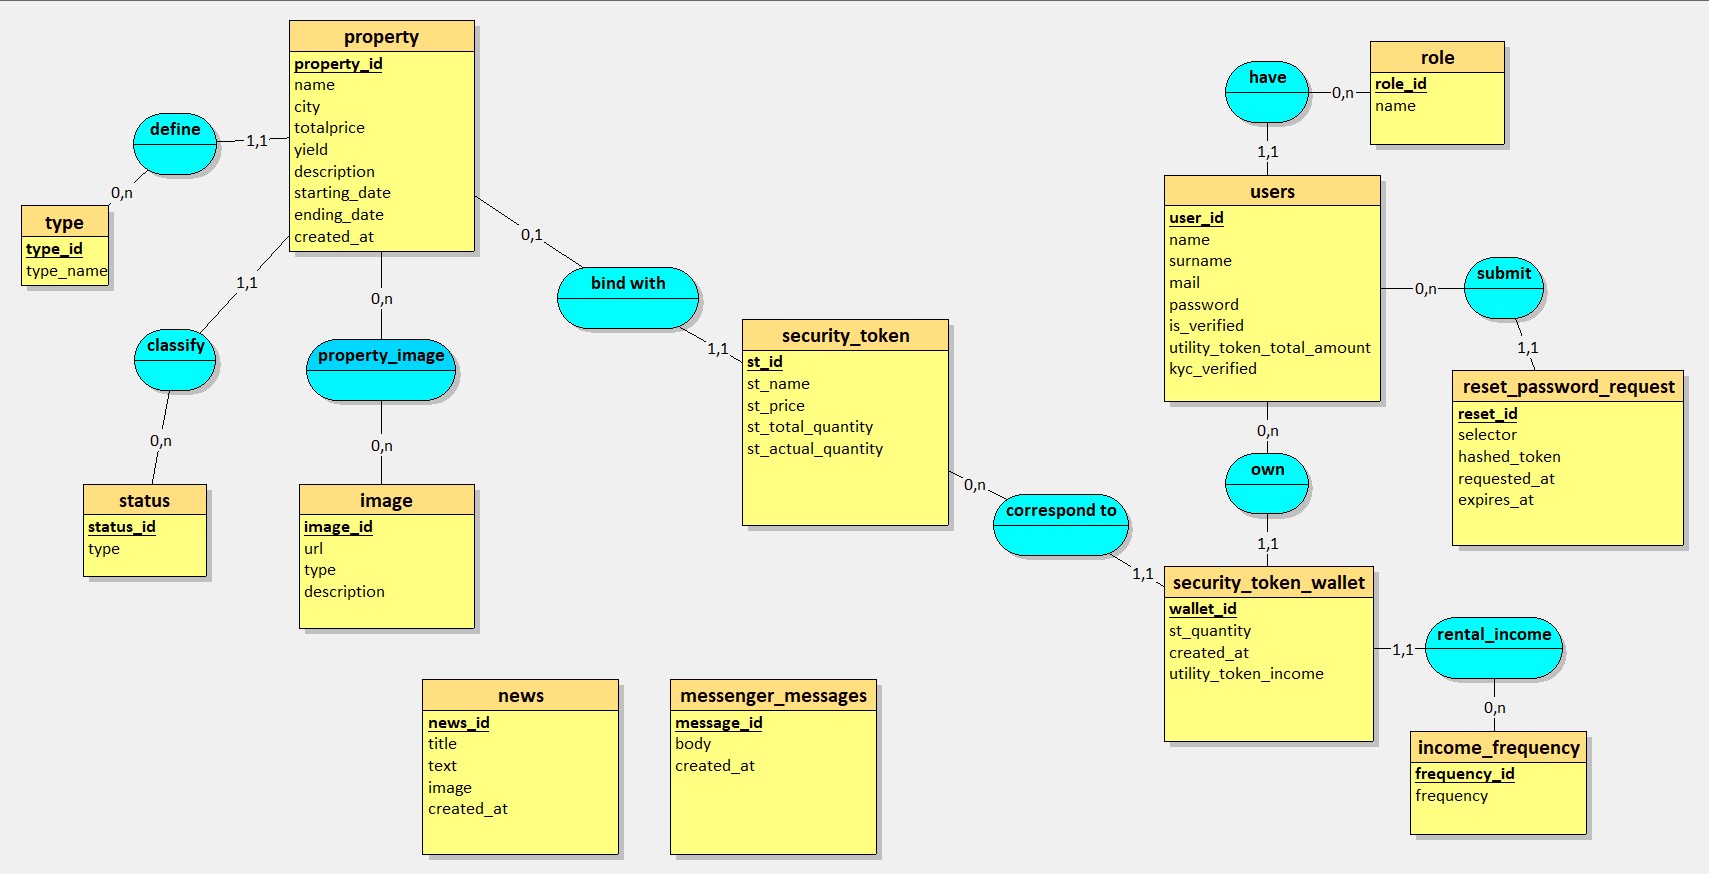 property
property_id
name
city
totalprice
yield
description
starting_date
ending_date
created_at
define
1,1
0,n
type
type_id
type_name
1,1
classify
0,n
status
status_id
type
0,n
property_image
0,n
image
image_id
url
type
description
0,1
bind with
1,1
security_token
st_id
st_name
st_price
st_total_quantity
st_actual_quantity
0,n
correspond to
1,1
have
0,n
role
role_id
name
1,1
users
user_id
name
surname
mail
password
is_verified
utility_token_total_amount
kyc_verified
0,n
submit
1,1
reset_password_request
reset_id
selector
hashed_token
requested_at
expires_at
0,n
own
1,1
security_token_wallet
wallet_id
st_quantity
created_at
utility_token_income
1,1
rental_income
0,n
income_frequency
frequency_id
frequency
news
news_id
title
text
image
created_at
messenger_messages
message_id
body
created_at